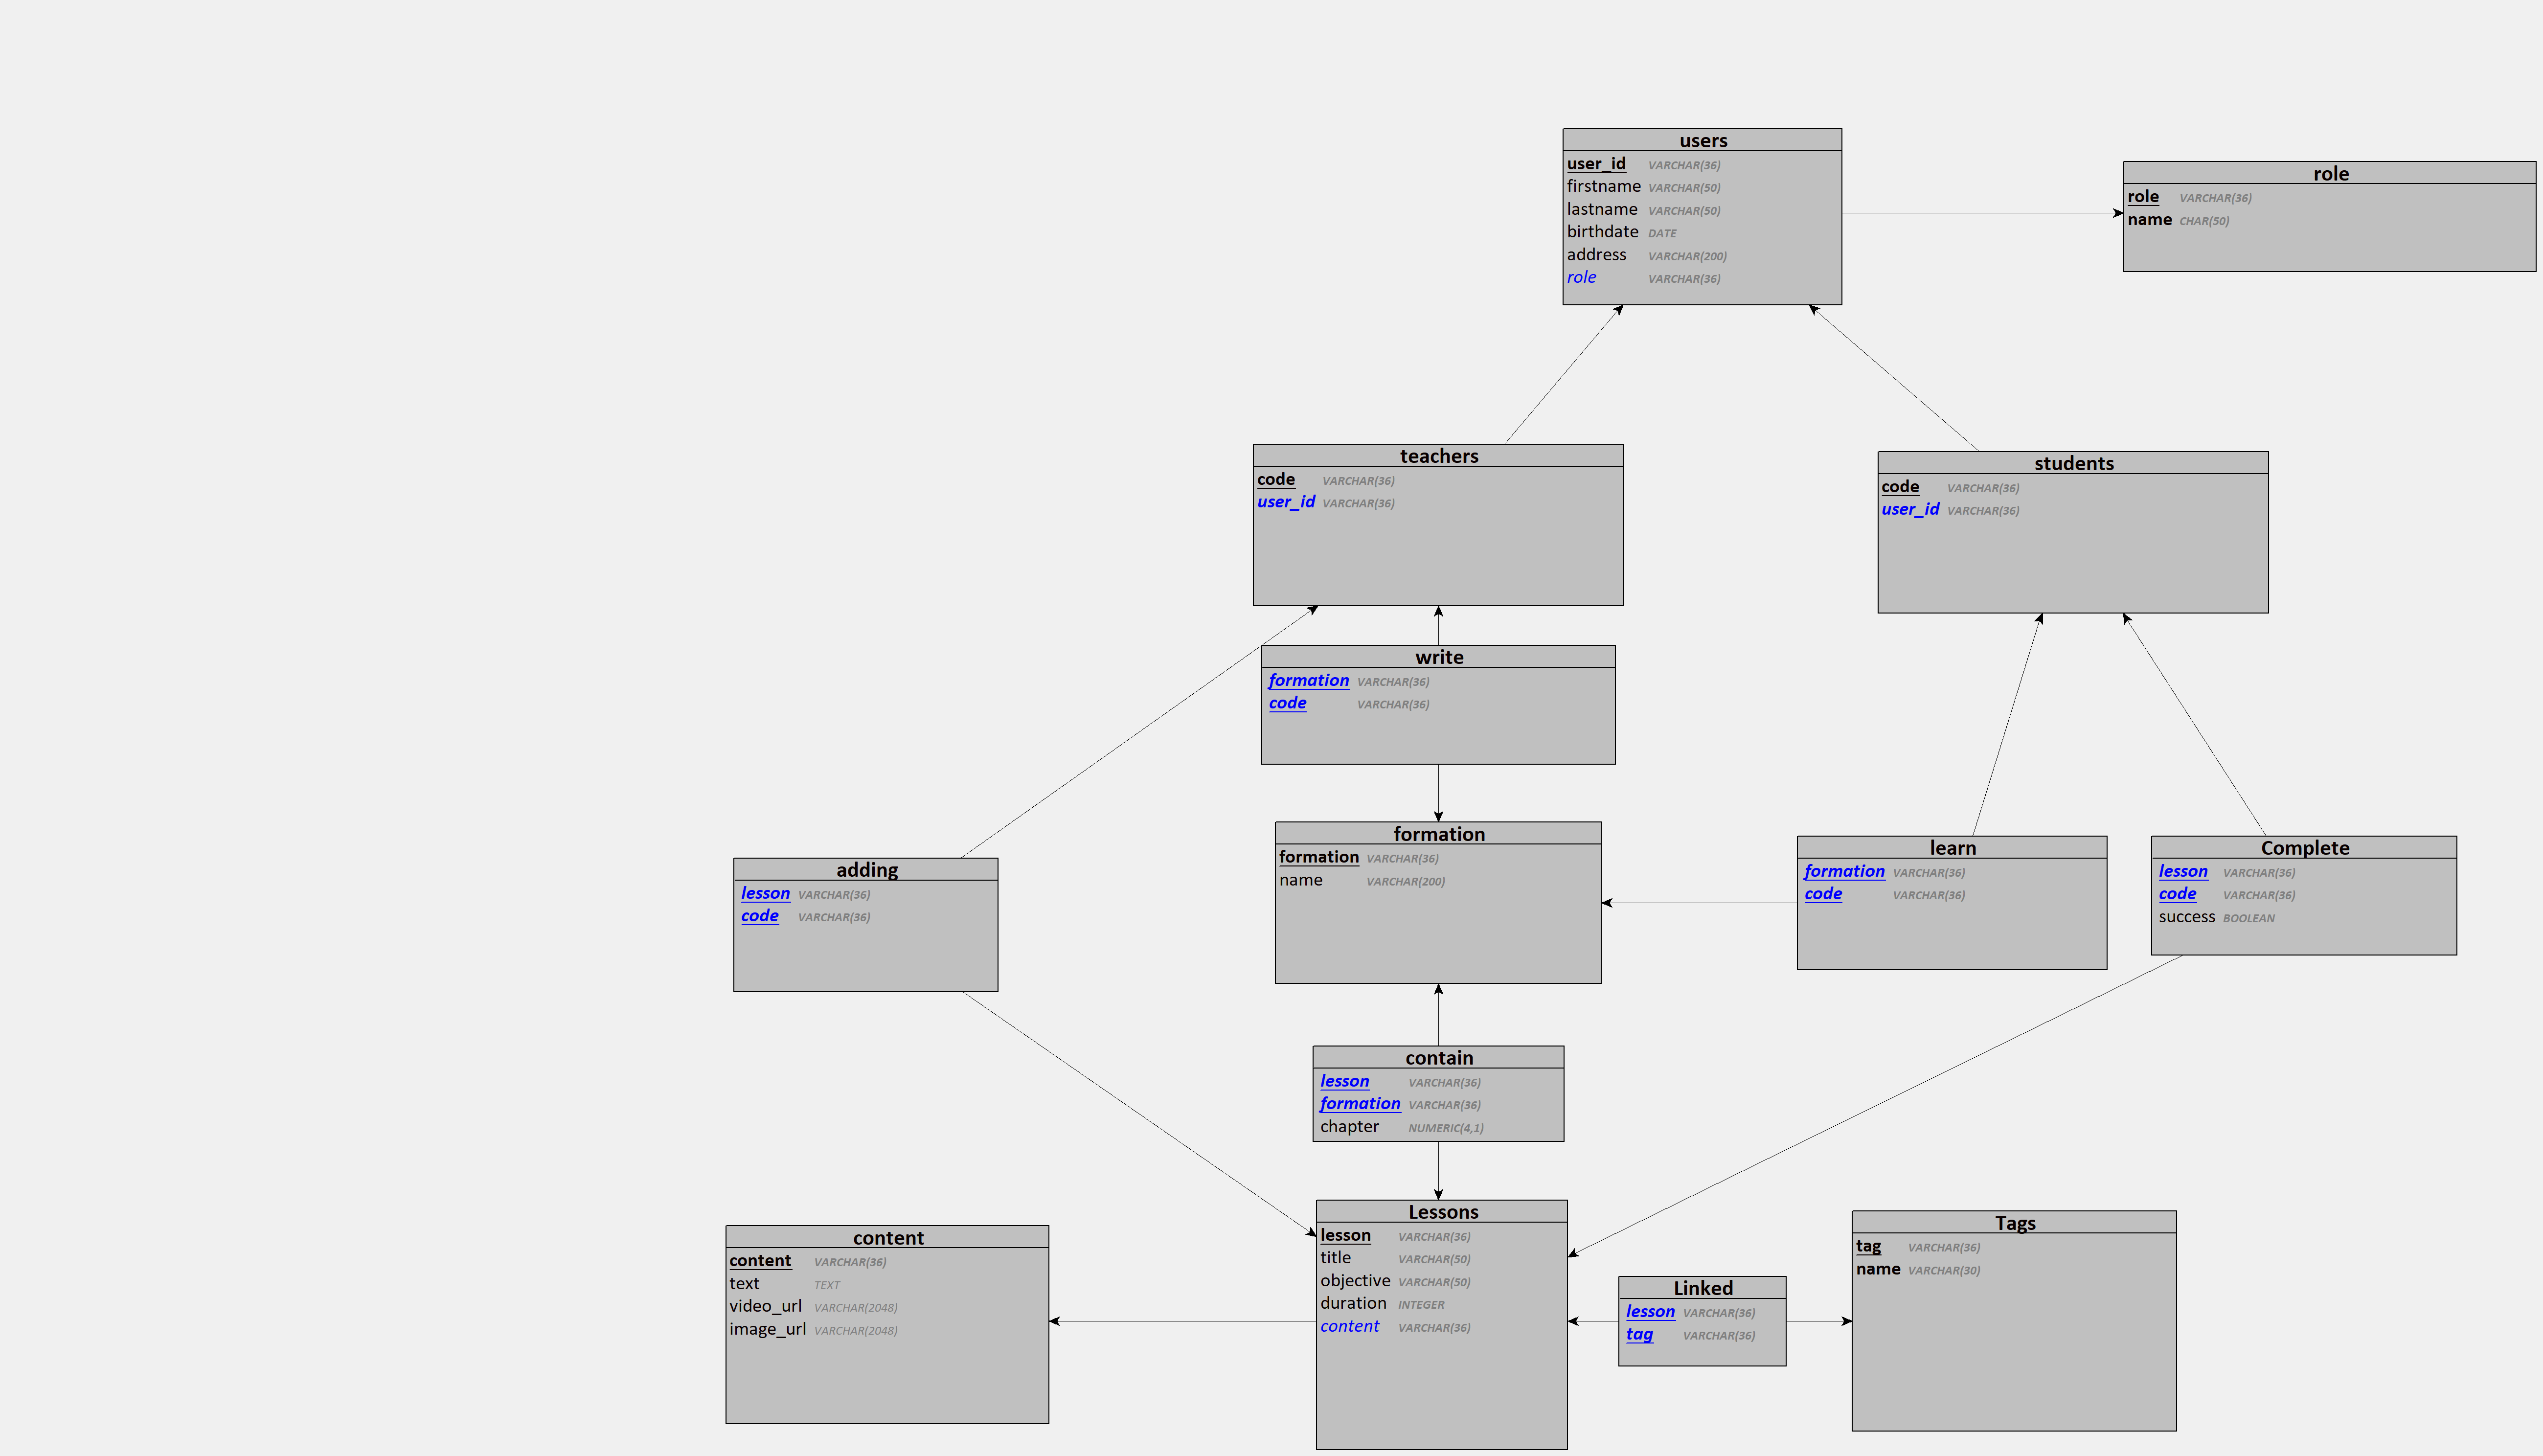 users
user_id VARCHAR(36)
firstname VARCHAR(50)
lastname VARCHAR(50)
birthdate DATE
address VARCHAR(200)
role VARCHAR(36)
role
role VARCHAR(36)
name CHAR(50)
teachers
code VARCHAR(36)
user_id VARCHAR(36)
students
code VARCHAR(36)
user_id VARCHAR(36)
write
formation VARCHAR(36)
code VARCHAR(36)
adding
lesson VARCHAR(36)
code VARCHAR(36)
formation
formation VARCHAR(36)
name VARCHAR(200)
learn
formation VARCHAR(36)
code VARCHAR(36)
Complete
lesson VARCHAR(36)
code VARCHAR(36)
success BOOLEAN
contain
lesson VARCHAR(36)
formation VARCHAR(36)
chapter NUMERIC(4,1)
content
content VARCHAR(36)
text TEXT
video_url VARCHAR(2048)
image_url VARCHAR(2048)
Lessons
lesson VARCHAR(36)
title VARCHAR(50)
objective VARCHAR(50)
duration INTEGER
content VARCHAR(36)
Linked
lesson VARCHAR(36)
tag VARCHAR(36)
Tags
tag VARCHAR(36)
name VARCHAR(30)